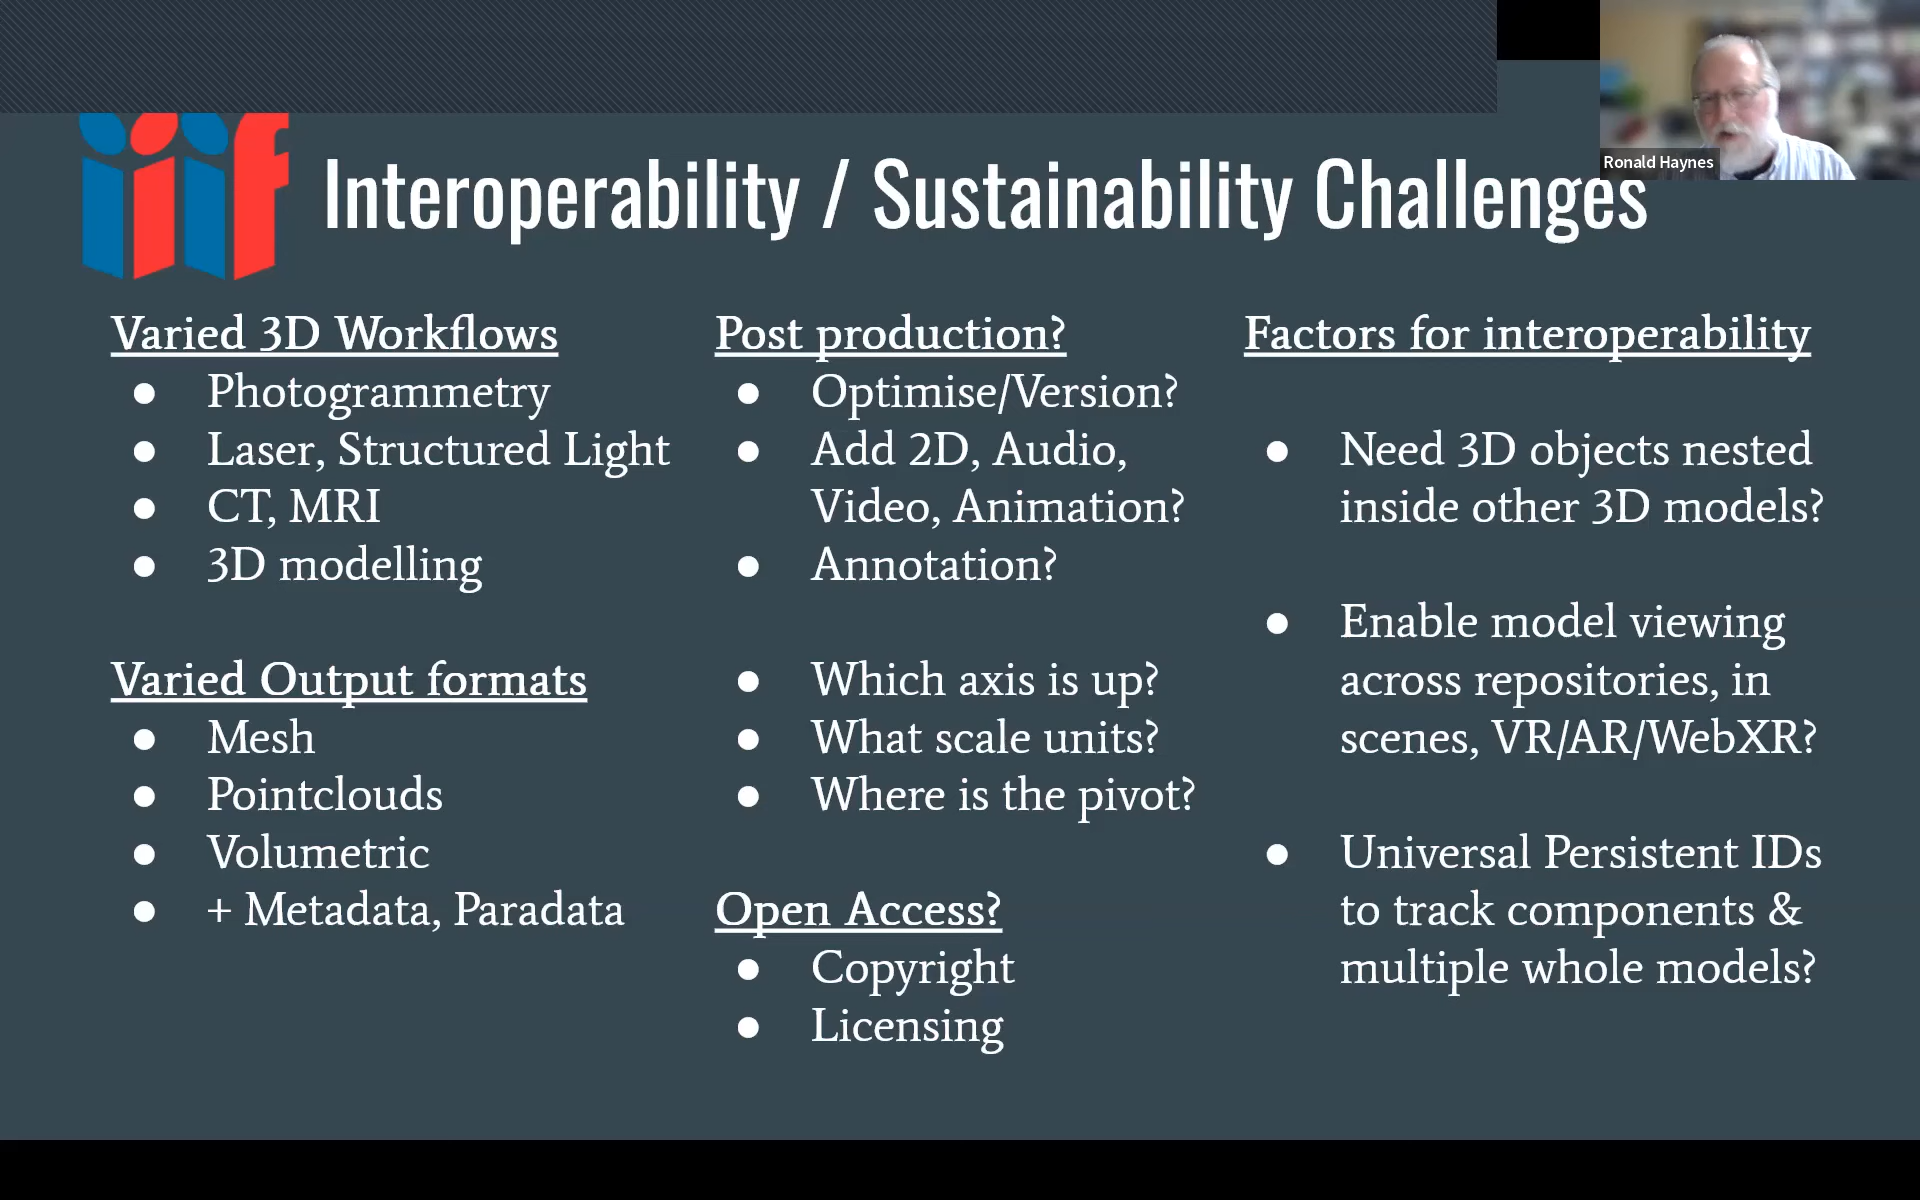 iiif
Interoperability / Sustainability Challenges
Ronald Haynes
Varied 3D Workflows
● Photogrammetry
● Laser, Structured Light
● CT, MRI
● 3D modelling
Varied Output formats
● Mesh
● Pointclouds
● Volumetric
● + Metadata, Paradata
Post production?
● Optimise/Version?
● Add 2D, Audio,
Video, Animation?
● Annotation?
● Which axis is up?
● What scale units?
● Where is the pivot?
Open Access?
● Copyright
● Licensing
Factors for interoperability
● Need 3D objects nested
inside other 3D models?
● Enable model viewing
across repositories, in
scenes, VR/AR/WebXR?
● Universal Persistent IDs
to track components &
multiple whole models?